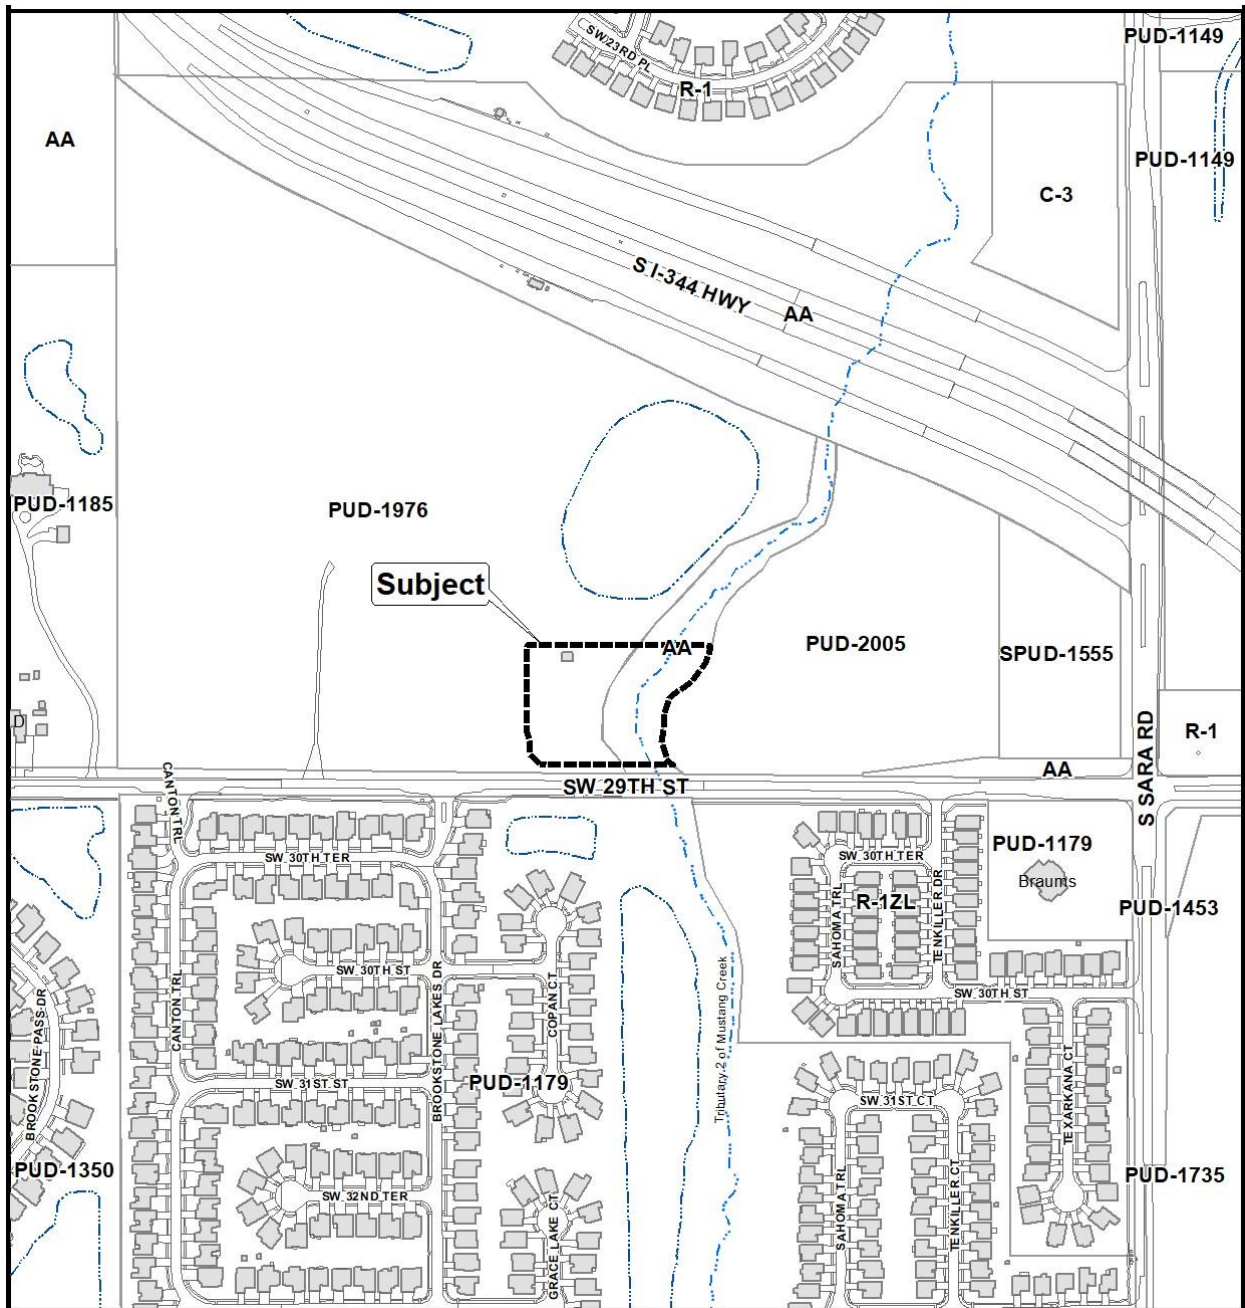 SW 23RD PL
R-1
PUD-1149
AA
PUD-1149
C-3
S I-344 HWY
AA
PUD-1185
PUD-1976
Subject
AA
PUD-2005
SPUD-1555
D
R-1
S SARA RD
AA
SW 29TH ST
CANTON TRL
SW 30TH TER
SW 30TH TER
PUD-1179
Braums
R-1ZL
SAHOMA TRL
TENKILLER DR
PUD-1453
SW 30TH ST
SW 30TH ST
CANTON TRL
BROOKSTONE LAKES DR
COPAN CT
Tributary 2 of Mustang Creek
BROOKSTONE PASS DR
TEXARKANA CT
SW 31ST ST
PUD-1179
SW 31ST CT
PUD-1350
PUD-1735
SW 32ND TER
GRACE LAKE CT
SAHOMA TRL
TENKILLER CT